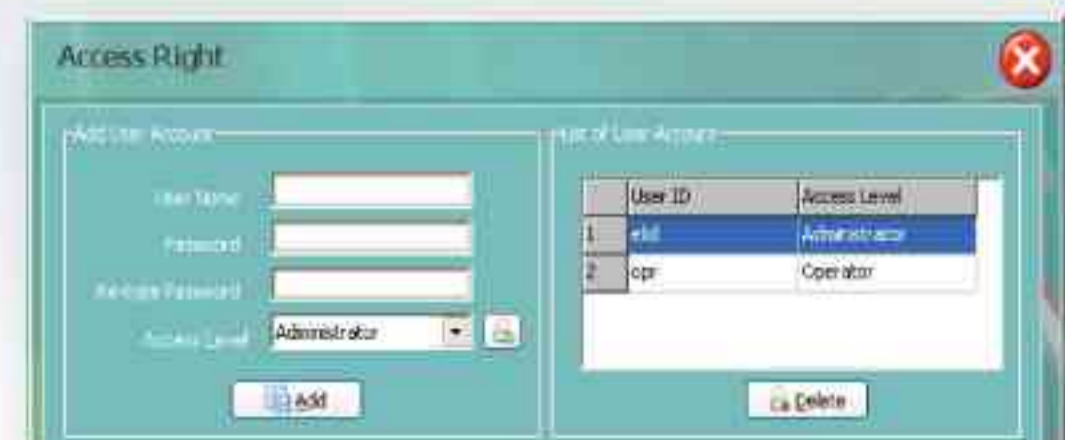 Access Right
Add User Account
User Name
Password
Re-type Password
Access Level
Administrator
Add
List of User Account
User ID Access Level
1 Administrator
2 opr Operator
Delete